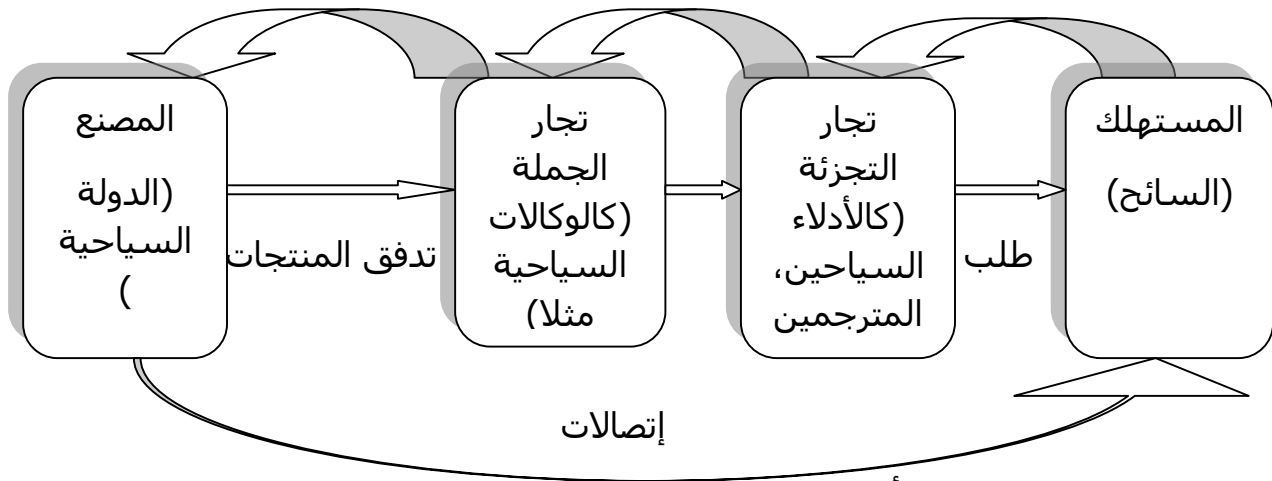 المصنع
(الدولة
السياحية
)
تدفق المنتجات
تجار
الجملة
(كالوكالات
السياحية
مثلا)
تجار
التجزئة
(كالأدلاء
السياحين،
المترجمين
طلب
المستهلك
(السائح)
إتصالات